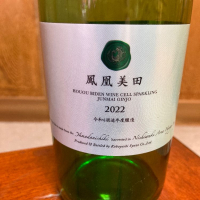 鳳凰美田
HOUOU BIDEN WINE CELL SPARKLING
JUNMAI GINJO
2022
令和4酒造年度醸造
Produced & Bottled by Kobayashi Syuzo Co.,Ltd.